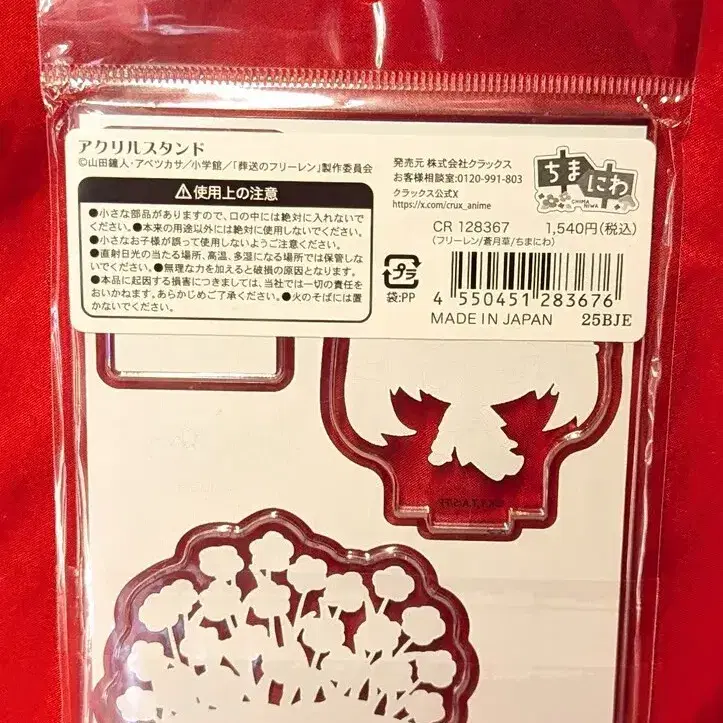 アクリルスタンド
©山田鐘人・アベツカサ/小学館/「葬送のフリーレン」製作委員会
使用上の注意
●小さな部品がありますので、口の中には絶対に入れないで
ください。●本来の用途以外には絶対に使用しないでください。
●小さなお子様が誤って使用しないようご注意ください。
●直射日光の当たる場所、高温、多湿になる場所では保管しな
いでください。●無理な力を加えると破損の原因となります。
●本品に起因する損害につきましては、当社では一切の責任を
おいかねます。あらかじめご了承ください。●火のそばには置
かないでください。
発売元 株式会社クラックス
お客様相談室:0120-991-803
クラックス公式X
https://x.com/crux_anime
ちまにわ
CHIMA NIWA
CR 128367 1,540円(税込)
(フリーレン/蒼月草/ちまにわ)
プラ
袋:PP
4 550451 283676
MADE IN JAPAN 25BJE